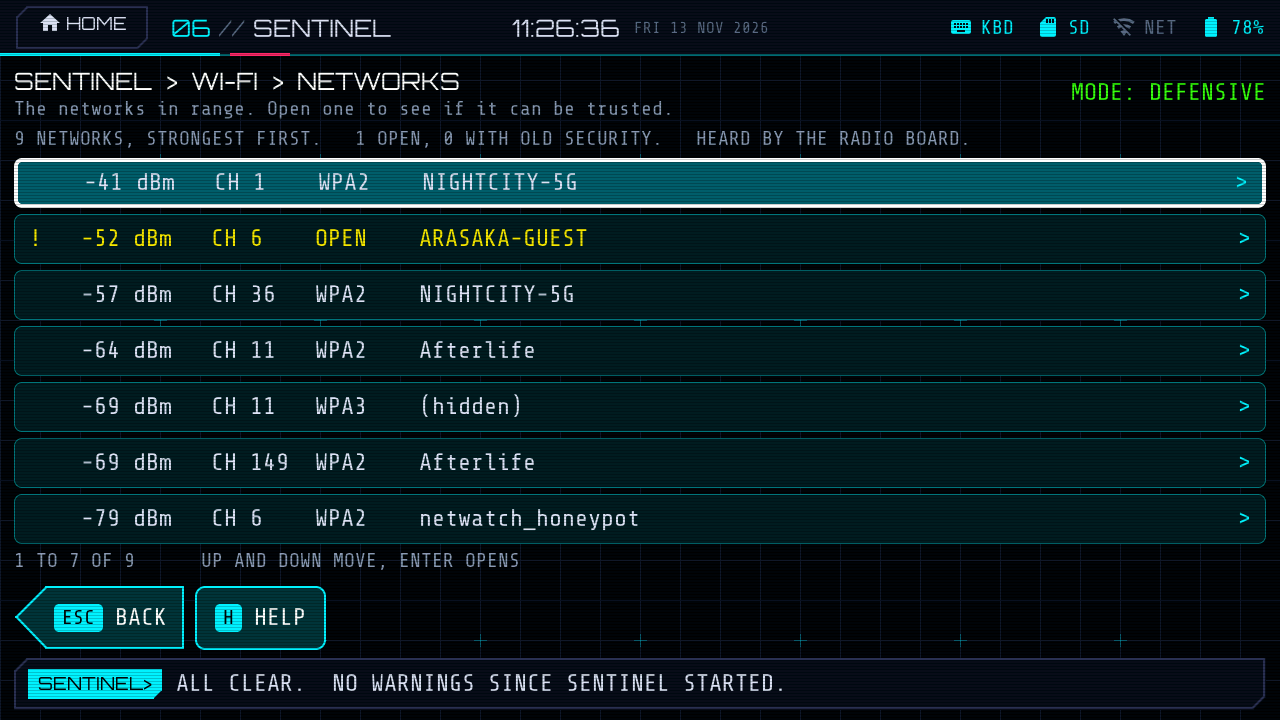 HOME 06 // SENTINEL 11:26:36 FRI 13 NOV 2026 KBD SD NET 78%
SENTINEL > WI-FI > NETWORKS
MODE: DEFENSIVE
The networks in range. Open one to see if it can be trusted.
9 NETWORKS, STRONGEST FIRST. 1 OPEN, 0 WITH OLD SECURITY. HEARD BY THE RADIO BOARD.
-41 dBm CH 1 WPA2 NIGHTCITY-5G >
! -52 dBm CH 6 OPEN ARASAKA-GUEST >
-57 dBm CH 36 WPA2 NIGHTCITY-5G >
-64 dBm CH 11 WPA2 Afterlife >
-69 dBm CH 11 WPA3 (hidden) >
-69 dBm CH 149 WPA2 Afterlife >
-79 dBm CH 6 WPA2 netwatch_honeypot >
1 TO 7 OF 9 UP AND DOWN MOVE, ENTER OPENS
ESC BACK H HELP
SENTINEL> ALL CLEAR. NO WARNINGS SINCE SENTINEL STARTED.